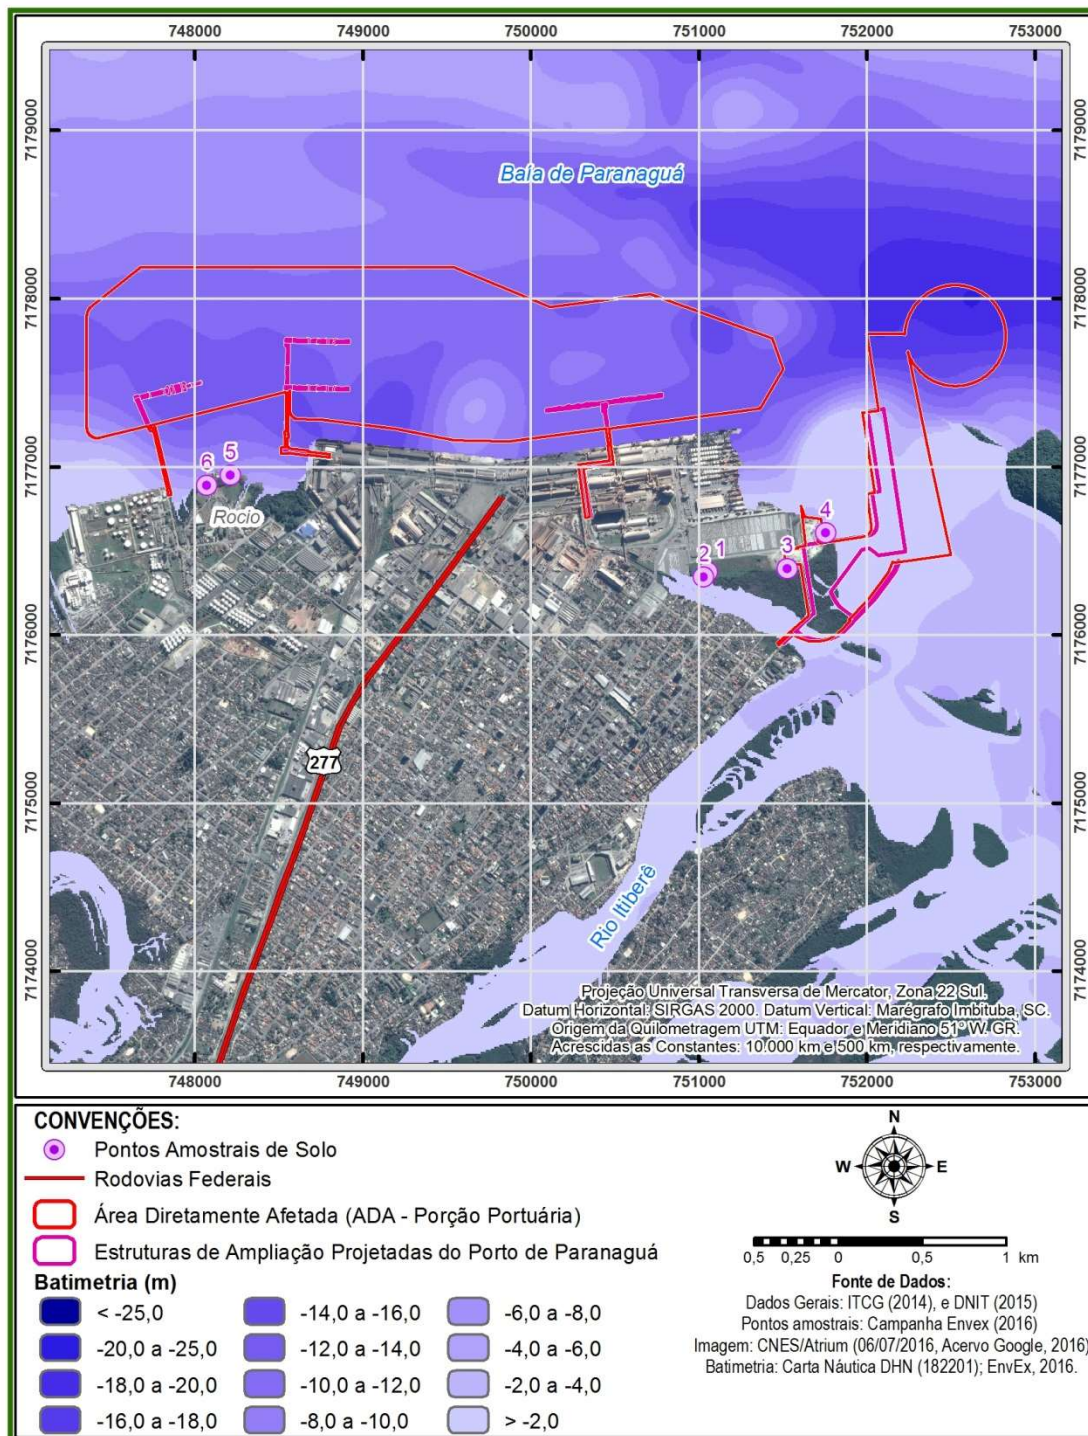 748000 749000 750000 751000 752000 753000
7179000 7179000
Baía de Paranaguá
7178000 7178000
7177000 7177000
6 5
Rocio
4
2 1 3
7176000 7176000
277
7175000 7175000
Rio Itiberê
7174000 7174000
Projeção Universal Transversa de Mercator, Zona 22 Sul.
Datum Horizontal: SIRGAS 2000. Datum Vertical: Marégrafo Imbituba, SC.
Origem da Quilometragem UTM: Equador e Meridiano 51° W. GR.
Acrescidas as Constantes: 10.000 km e 500 km, respectivamente.
748000 749000 750000 751000 752000 753000
CONVENÇÕES:
Pontos Amostrais de Solo
Rodovias Federais
Área Diretamente Afetada (ADA - Porção Portuária)
Estruturas de Ampliação Projetadas do Porto de Paranaguá
Batimetria (m)
< -25,0
-20,0 a -25,0
-18,0 a -20,0
-16,0 a -18,0
-14,0 a -16,0
-12,0 a -14,0
-10,0 a -12,0
-8,0 a -10,0
-6,0 a -8,0
-4,0 a -6,0
-2,0 a -4,0
> -2,0
N
W E
S
0,5 0,25 0 0,5 1 km
Fonte de Dados:
Dados Gerais: ITCG (2014), e DNIT (2015)
Pontos amostrais: Campanha Envex (2016)
Imagem: CNES/Atrium (06/07/2016, Acervo Google, 2016)
Batimetria: Carta Náutica DHN (182201); EnvEx, 2016.